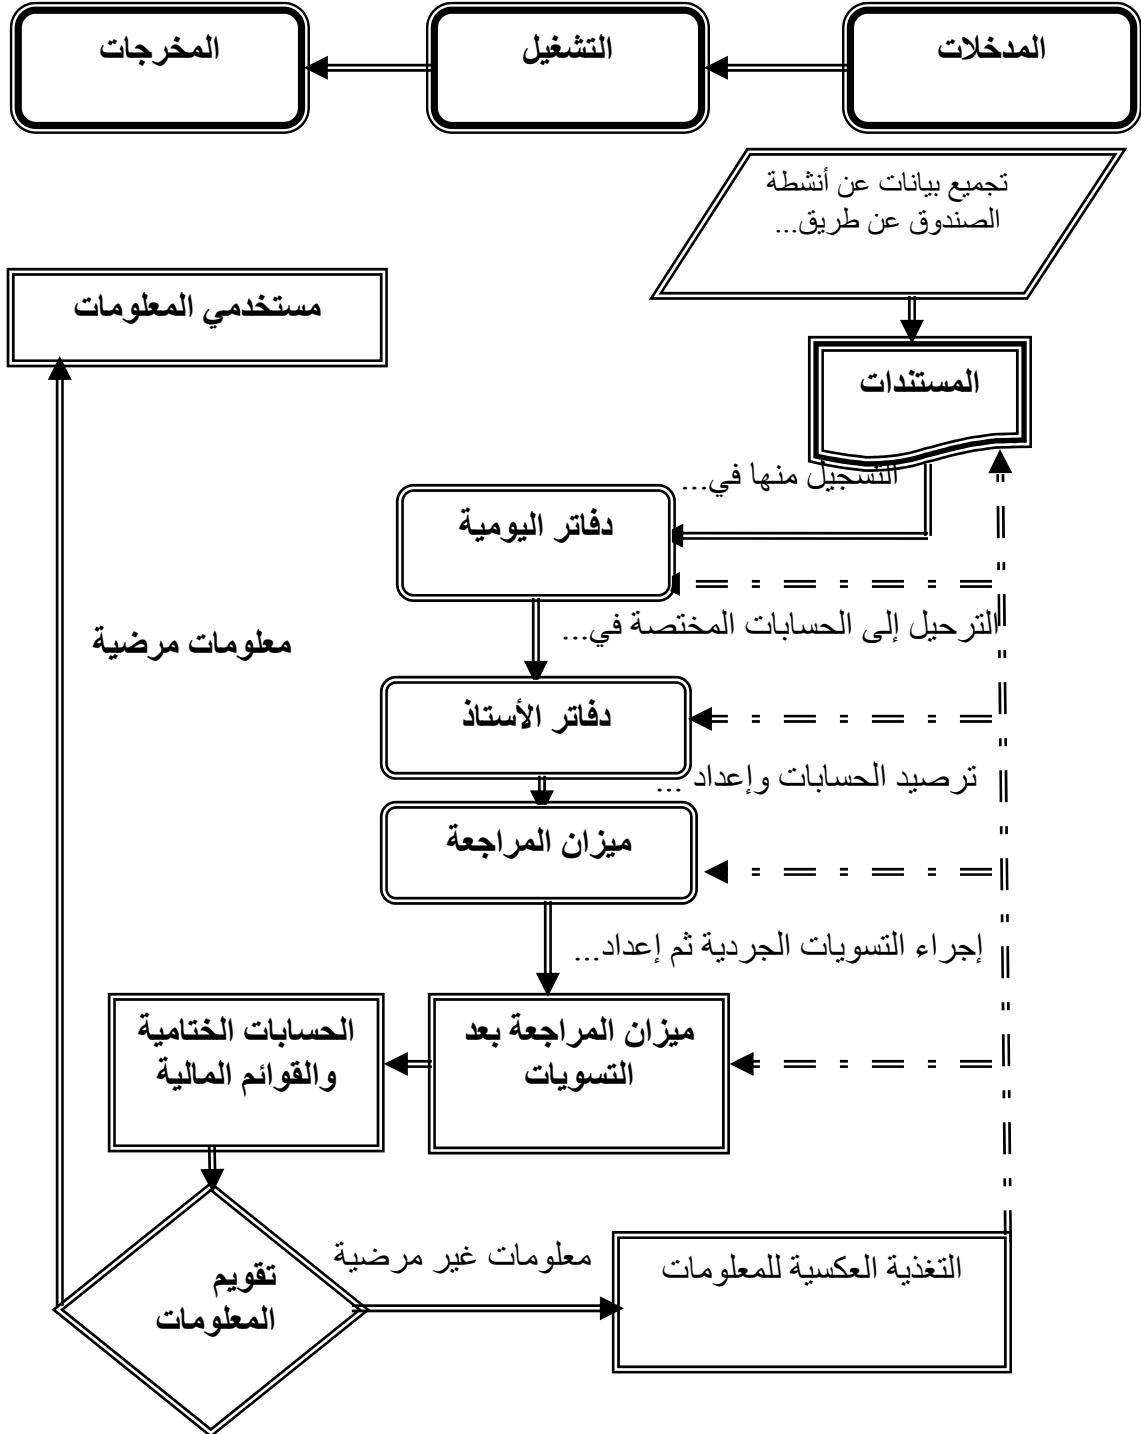 المدخلات
التشغيل
المخرجات
تجميع بيانات عن أنشطة
الصندوق عن طريق...
مستخدمي المعلومات
المستندات
التسجيل منها في...
دفاتر اليومية
الترحيل إلى الحسابات المختصة في...
معلومات مرضية
دفاتر الأستاذ
ترصيد الحسابات وإعداد ...
ميزان المراجعة
إجراء التسويات الجردية ثم إعداد...
ميزان المراجعة بعد
التسويات
الحسابات الختامية
والقوائم المالية
تقويم
المعلومات
معلومات غير مرضية
التغذية العكسية للمعلومات